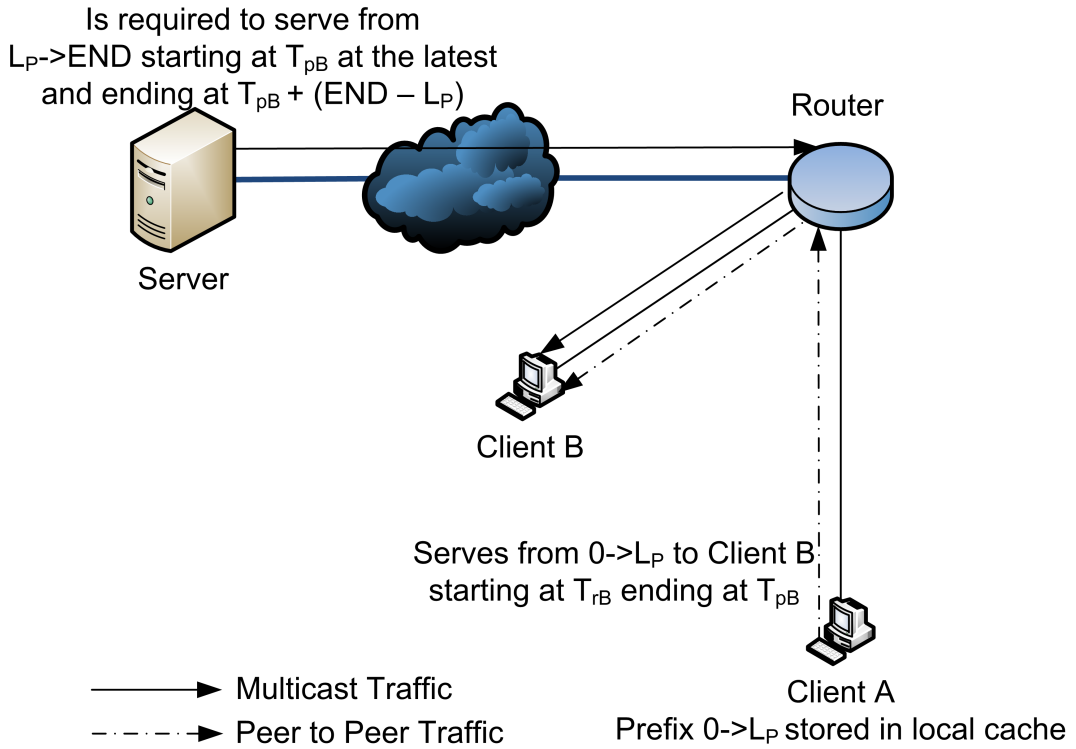 Is required to serve from
Lₚ->END starting at TₚB at the latest
and ending at TₚB + (END – Lₚ)
Router
Server
Client B
Serves from 0->Lₚ to Client B
starting at TᵣB ending at TₚB
Client A
Prefix 0->Lₚ stored in local cache
Multicast Traffic
Peer to Peer Traffic